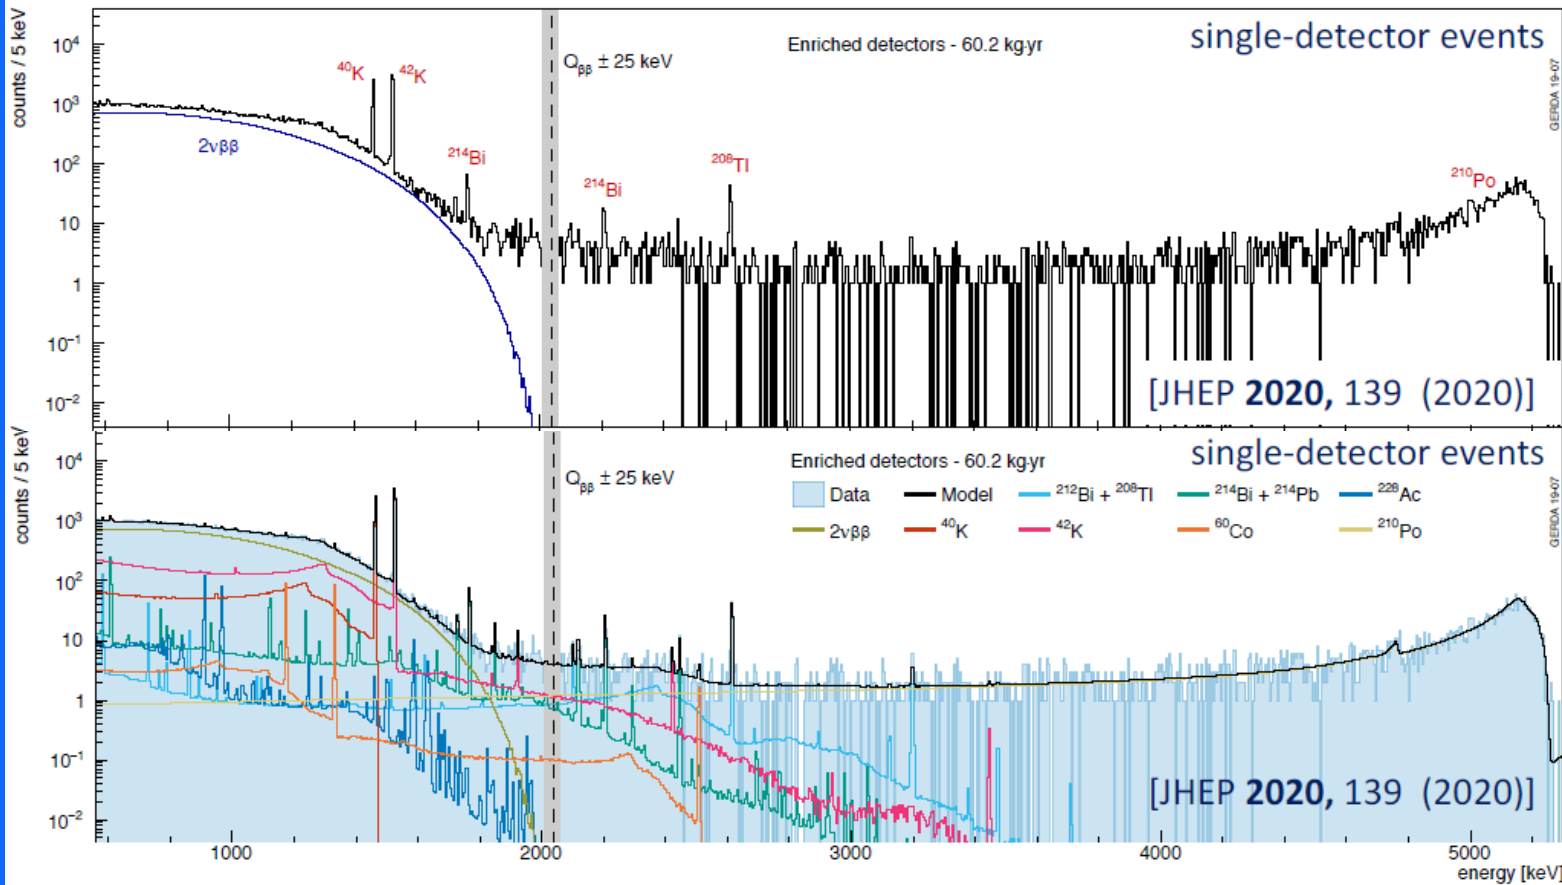 counts / 5 keV
10⁴
10³
10²
10
1
10⁻¹
10⁻²
⁴⁰K
⁴²K
2νββ
²¹⁴Bi
Qββ ± 25 keV
²¹⁴Bi
²⁰⁸Tl
²¹⁰Po
Enriched detectors - 60.2 kg·yr
single-detector events
GERDA 19-07
[JHEP 2020, 139 (2020)]
counts / 5 keV
10⁴
10³
10²
10
1
10⁻¹
10⁻²
Qββ ± 25 keV
Enriched detectors - 60.2 kg·yr
single-detector events
Data
Model
²¹²Bi + ²⁰⁸Tl
²¹⁴Bi + ²¹⁴Pb
²²⁸Ac
2νββ
⁴⁰K
⁴²K
⁶⁰Co
²¹⁰Po
GERDA 19-07
[JHEP 2020, 139 (2020)]
1000 2000 3000 4000 5000
energy [keV]